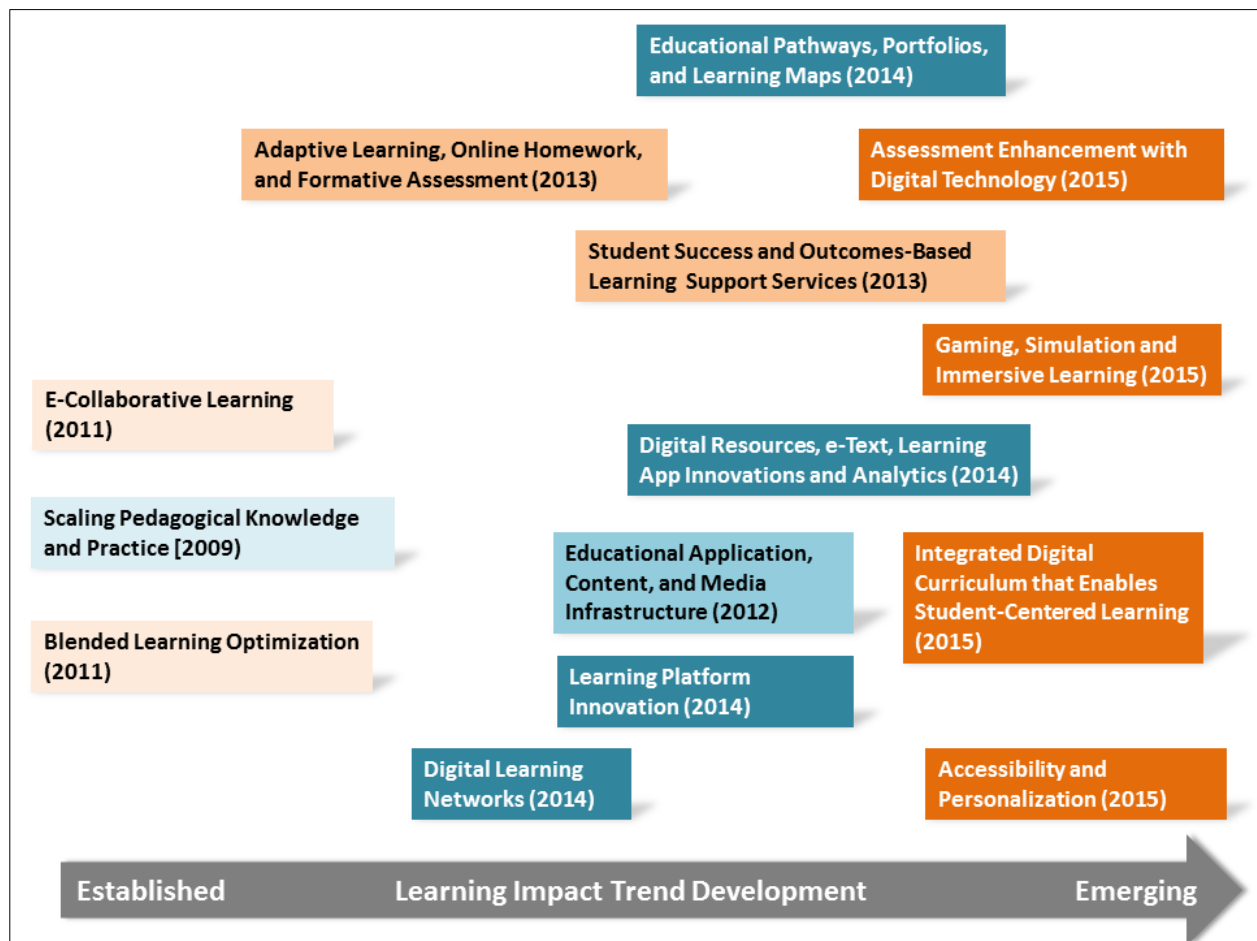 Educational Pathways, Portfolios,
and Learning Maps (2014)
Adaptive Learning, Online Homework,
and Formative Assessment (2013)
Assessment Enhancement with
Digital Technology (2015)
Student Success and Outcomes-Based
Learning Support Services (2013)
Gaming, Simulation and
Immersive Learning (2015)
E-Collaborative Learning
(2011)
Digital Resources, e-Text, Learning
App Innovations and Analytics (2014)
Scaling Pedagogical Knowledge
and Practice [2009)
Educational Application,
Content, and Media
Infrastructure (2012)
Integrated Digital
Curriculum that Enables
Student-Centered Learning
(2015)
Blended Learning Optimization
(2011)
Learning Platform
Innovation (2014)
Digital Learning
Networks (2014)
Accessibility and
Personalization (2015)
Established
Learning Impact Trend Development
Emerging